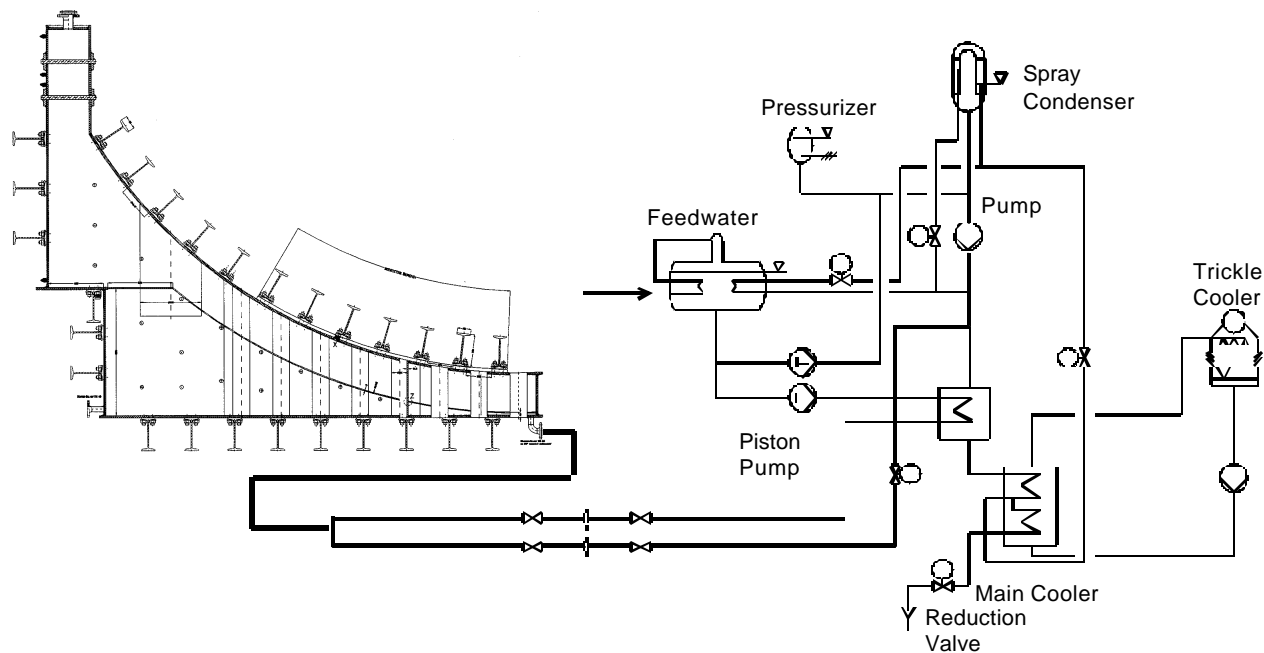 Spray
Condenser
Pressurizer
Pump
Feedwater
Trickle
Cooler
Piston
Pump
Main Cooler
Reduction
Valve